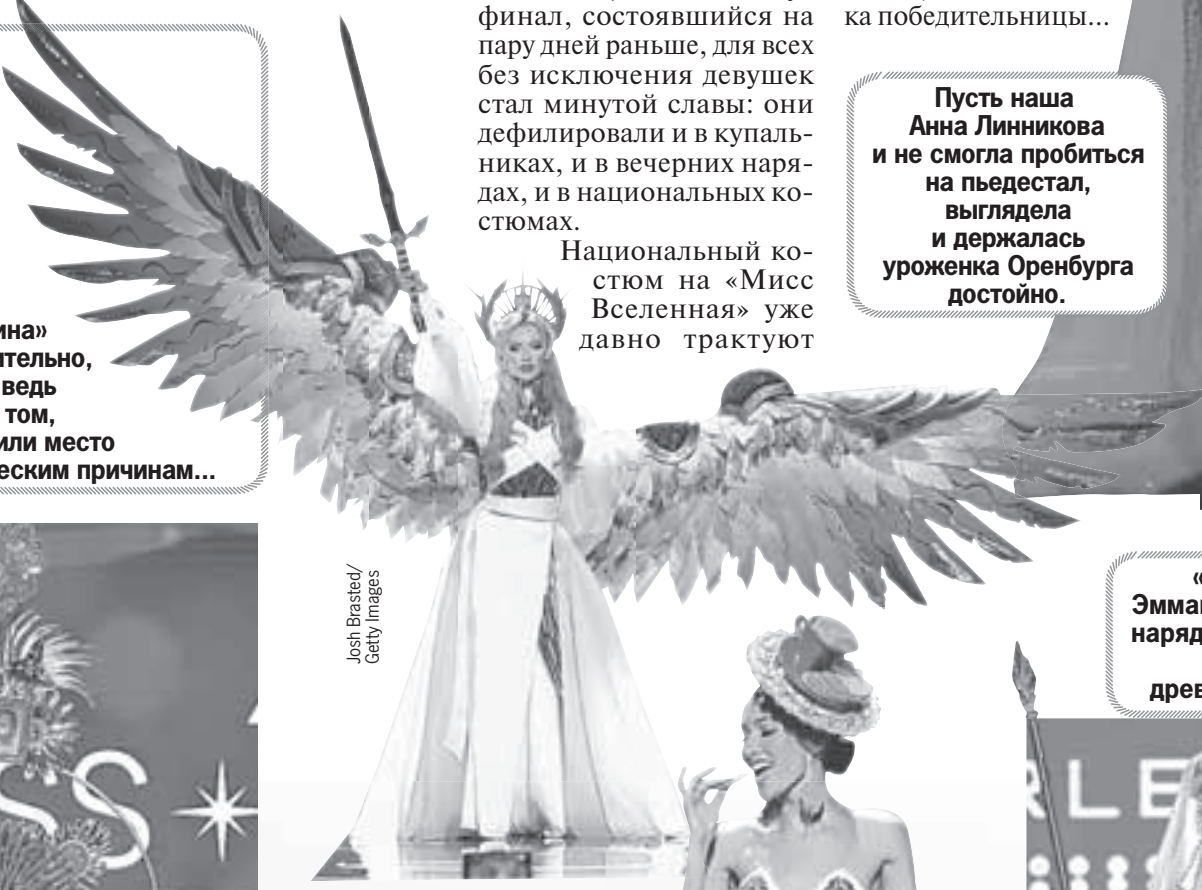 финал, состоявшийся на
пару дней раньше, для всех
без исключения девушек
стал минутой славы: они
дефилировали и в купаль-
никах, и в вечерних наря-
дах, и в национальных ко-
стюмах.
Национальный ко-
стюм на «Мисс
Вселенная» уже
давно трактуют
ка победительницы...
Пусть наша
Анна Линникова
и не смогла пробиться
на пьедестал,
выглядела
и держалась
уроженка Оренбурга
достойно.
ина»
ительно,
ведь
том,
или место
еским причинам...
Josh Brasted/
Getty Images
Эмма
наряд
древ
SS
RLE